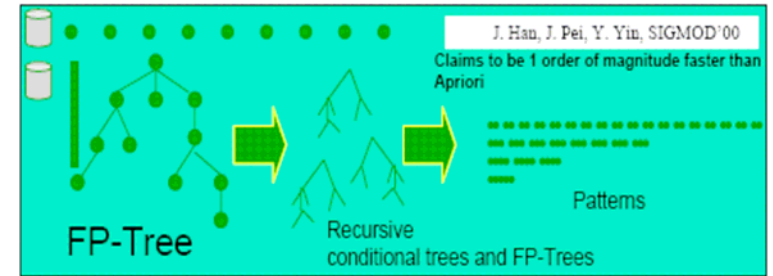 J. Han, J. Pei, Y. Yin, SIGMOD'00
Claims to be 1 order of magnitude faster than
Apriori
Patterns
FP-Tree
Recursive
conditional trees and FP-Trees